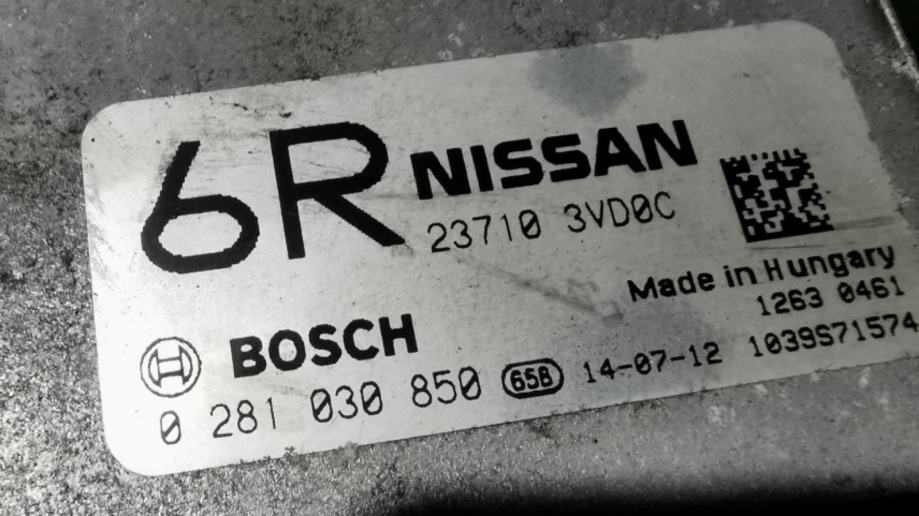 6R NISSAN
23710 3VD0C
Made in Hungary
1263 0461
BOSCH
0 281 030 850 65B 14-07-12 1039S71574